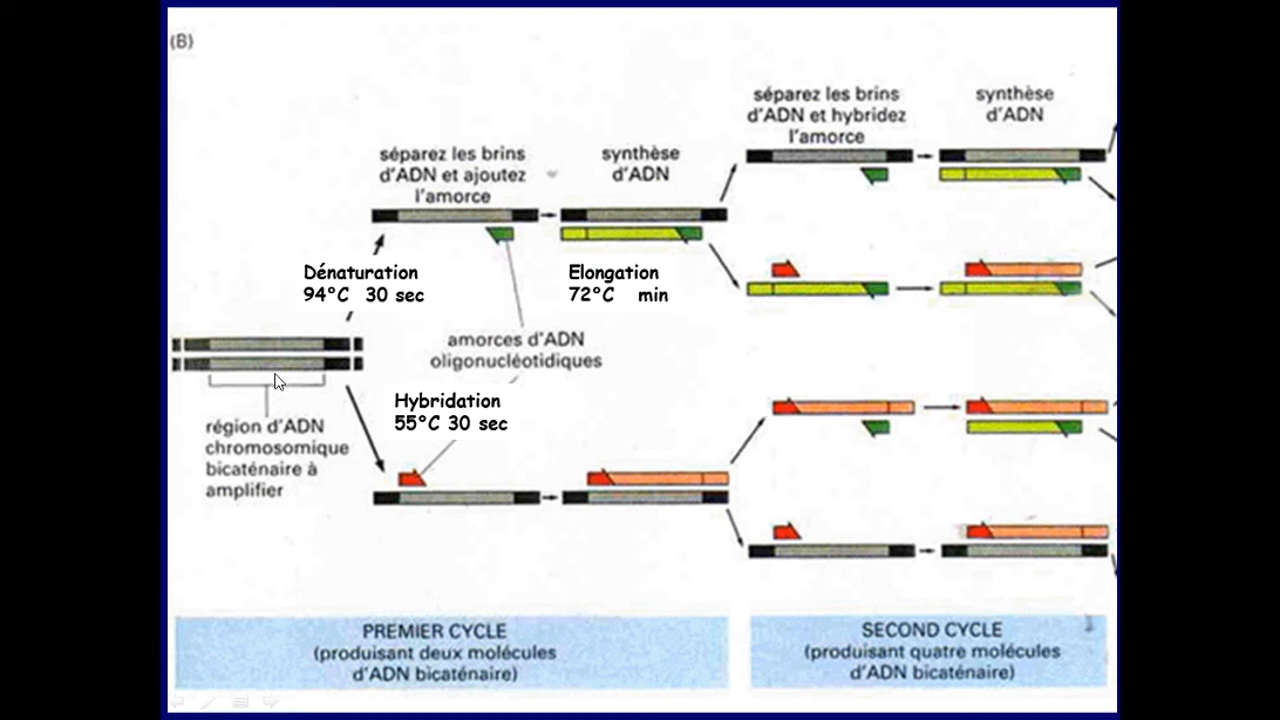 (B)
séparez les brins
d'ADN et ajoutez
l'amorce
synthèse
d'ADN
séparez les brins
d'ADN et hybridez
l'amorce
synthèse
d'ADN
Dénaturation
94°C 30 sec
Elongation
72°C min
amorces d'ADN
oligonucléotidiques
Hybridation
55°C 30 sec
région d'ADN
chromosomique
bicaténaire à
amplifier
PREMIER CYCLE
(produisant deux molécules
d'ADN bicaténaire)
SECOND CYCLE
(produisant quatre molécules
d'ADN bicaténaire)